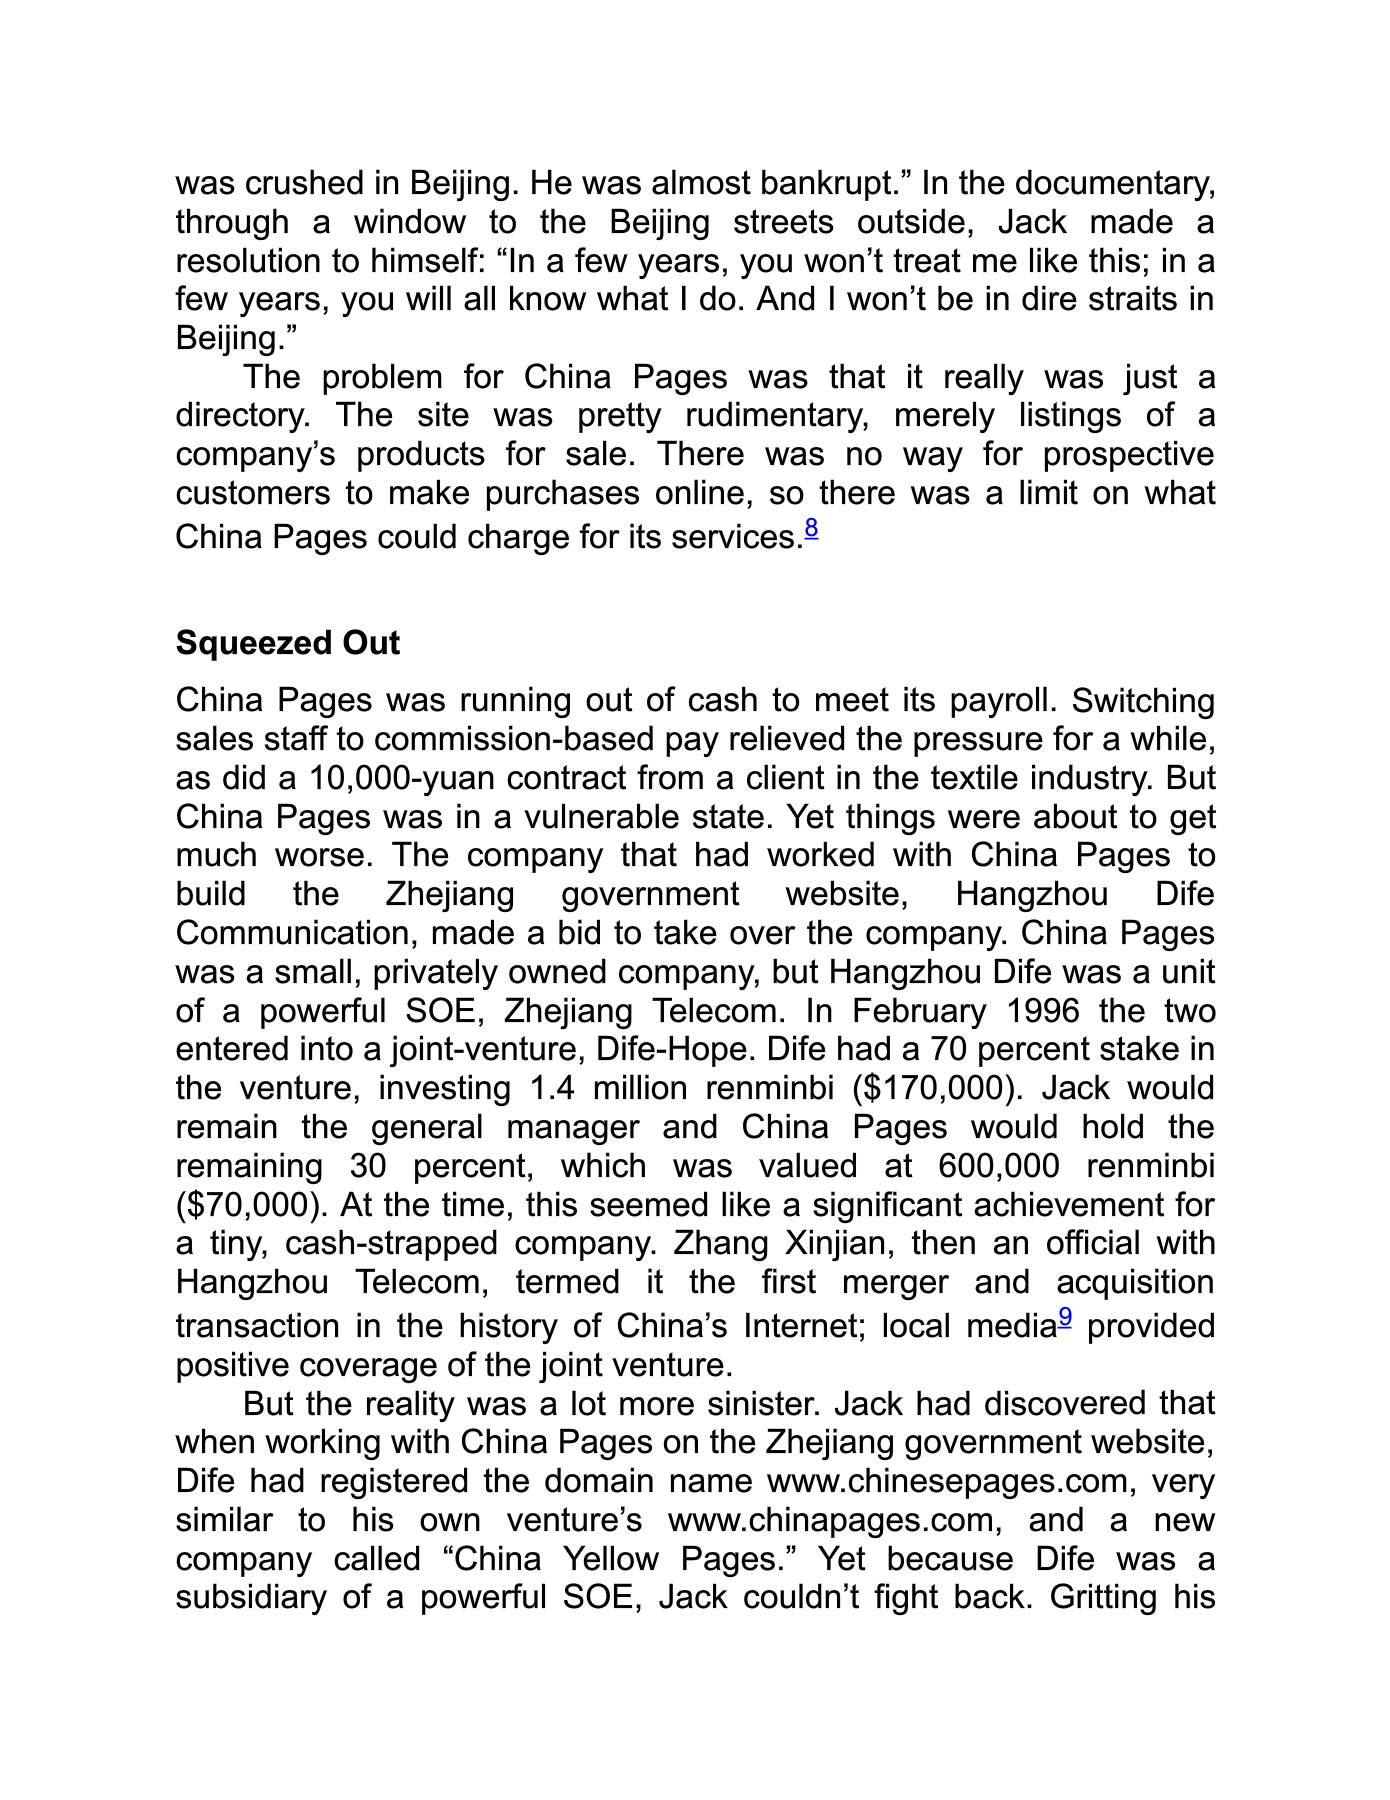 was crushed in Beijing. He was almost bankrupt.” In the documentary,
through a window to the Beijing streets outside, Jack made a
resolution to himself: “In a few years, you won’t treat me like this; in a
few years, you will all know what I do. And I won’t be in dire straits in
Beijing.”
The problem for China Pages was that it really was just a
directory. The site was pretty rudimentary, merely listings of a
company’s products for sale. There was no way for prospective
customers to make purchases online, so there was a limit on what
China Pages could charge for its services.8
Squeezed Out
China Pages was running out of cash to meet its payroll. Switching
sales staff to commission-based pay relieved the pressure for a while,
as did a 10,000-yuan contract from a client in the textile industry. But
China Pages was in a vulnerable state. Yet things were about to get
much worse. The company that had worked with China Pages to
build the Zhejiang government website, Hangzhou Dife
Communication, made a bid to take over the company. China Pages
was a small, privately owned company, but Hangzhou Dife was a unit
of a powerful SOE, Zhejiang Telecom. In February 1996 the two
entered into a joint-venture, Dife-Hope. Dife had a 70 percent stake in
the venture, investing 1.4 million renminbi ($170,000). Jack would
remain the general manager and China Pages would hold the
remaining 30 percent, which was valued at 600,000 renminbi
($70,000). At the time, this seemed like a significant achievement for
a tiny, cash-strapped company. Zhang Xinjian, then an official with
Hangzhou Telecom, termed it the first merger and acquisition
transaction in the history of China’s Internet; local media9 provided
positive coverage of the joint venture.
But the reality was a lot more sinister. Jack had discovered that
when working with China Pages on the Zhejiang government website,
Dife had registered the domain name www.chinesepages.com, very
similar to his own venture’s www.chinapages.com, and a new
company called “China Yellow Pages.” Yet because Dife was a
subsidiary of a powerful SOE, Jack couldn’t fight back. Gritting his